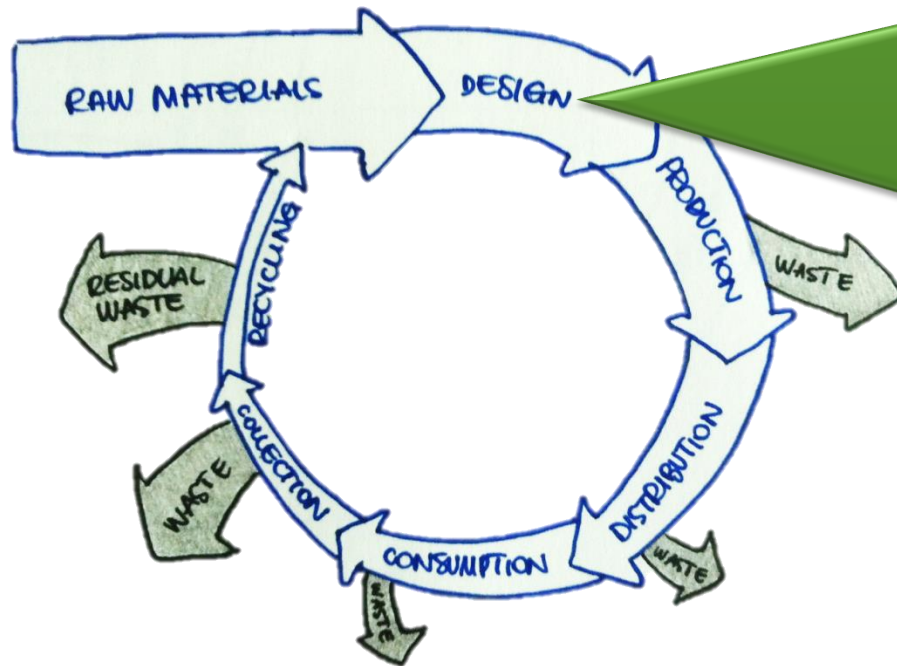 RAW MATERIALS
DESIGN
PRODUCTION
WASTE
DISTRIBUTION
WASTE
CONSUMPTION
WASTE
COLLECTION
WASTE
RECYCLING
RESIDUAL
WASTE